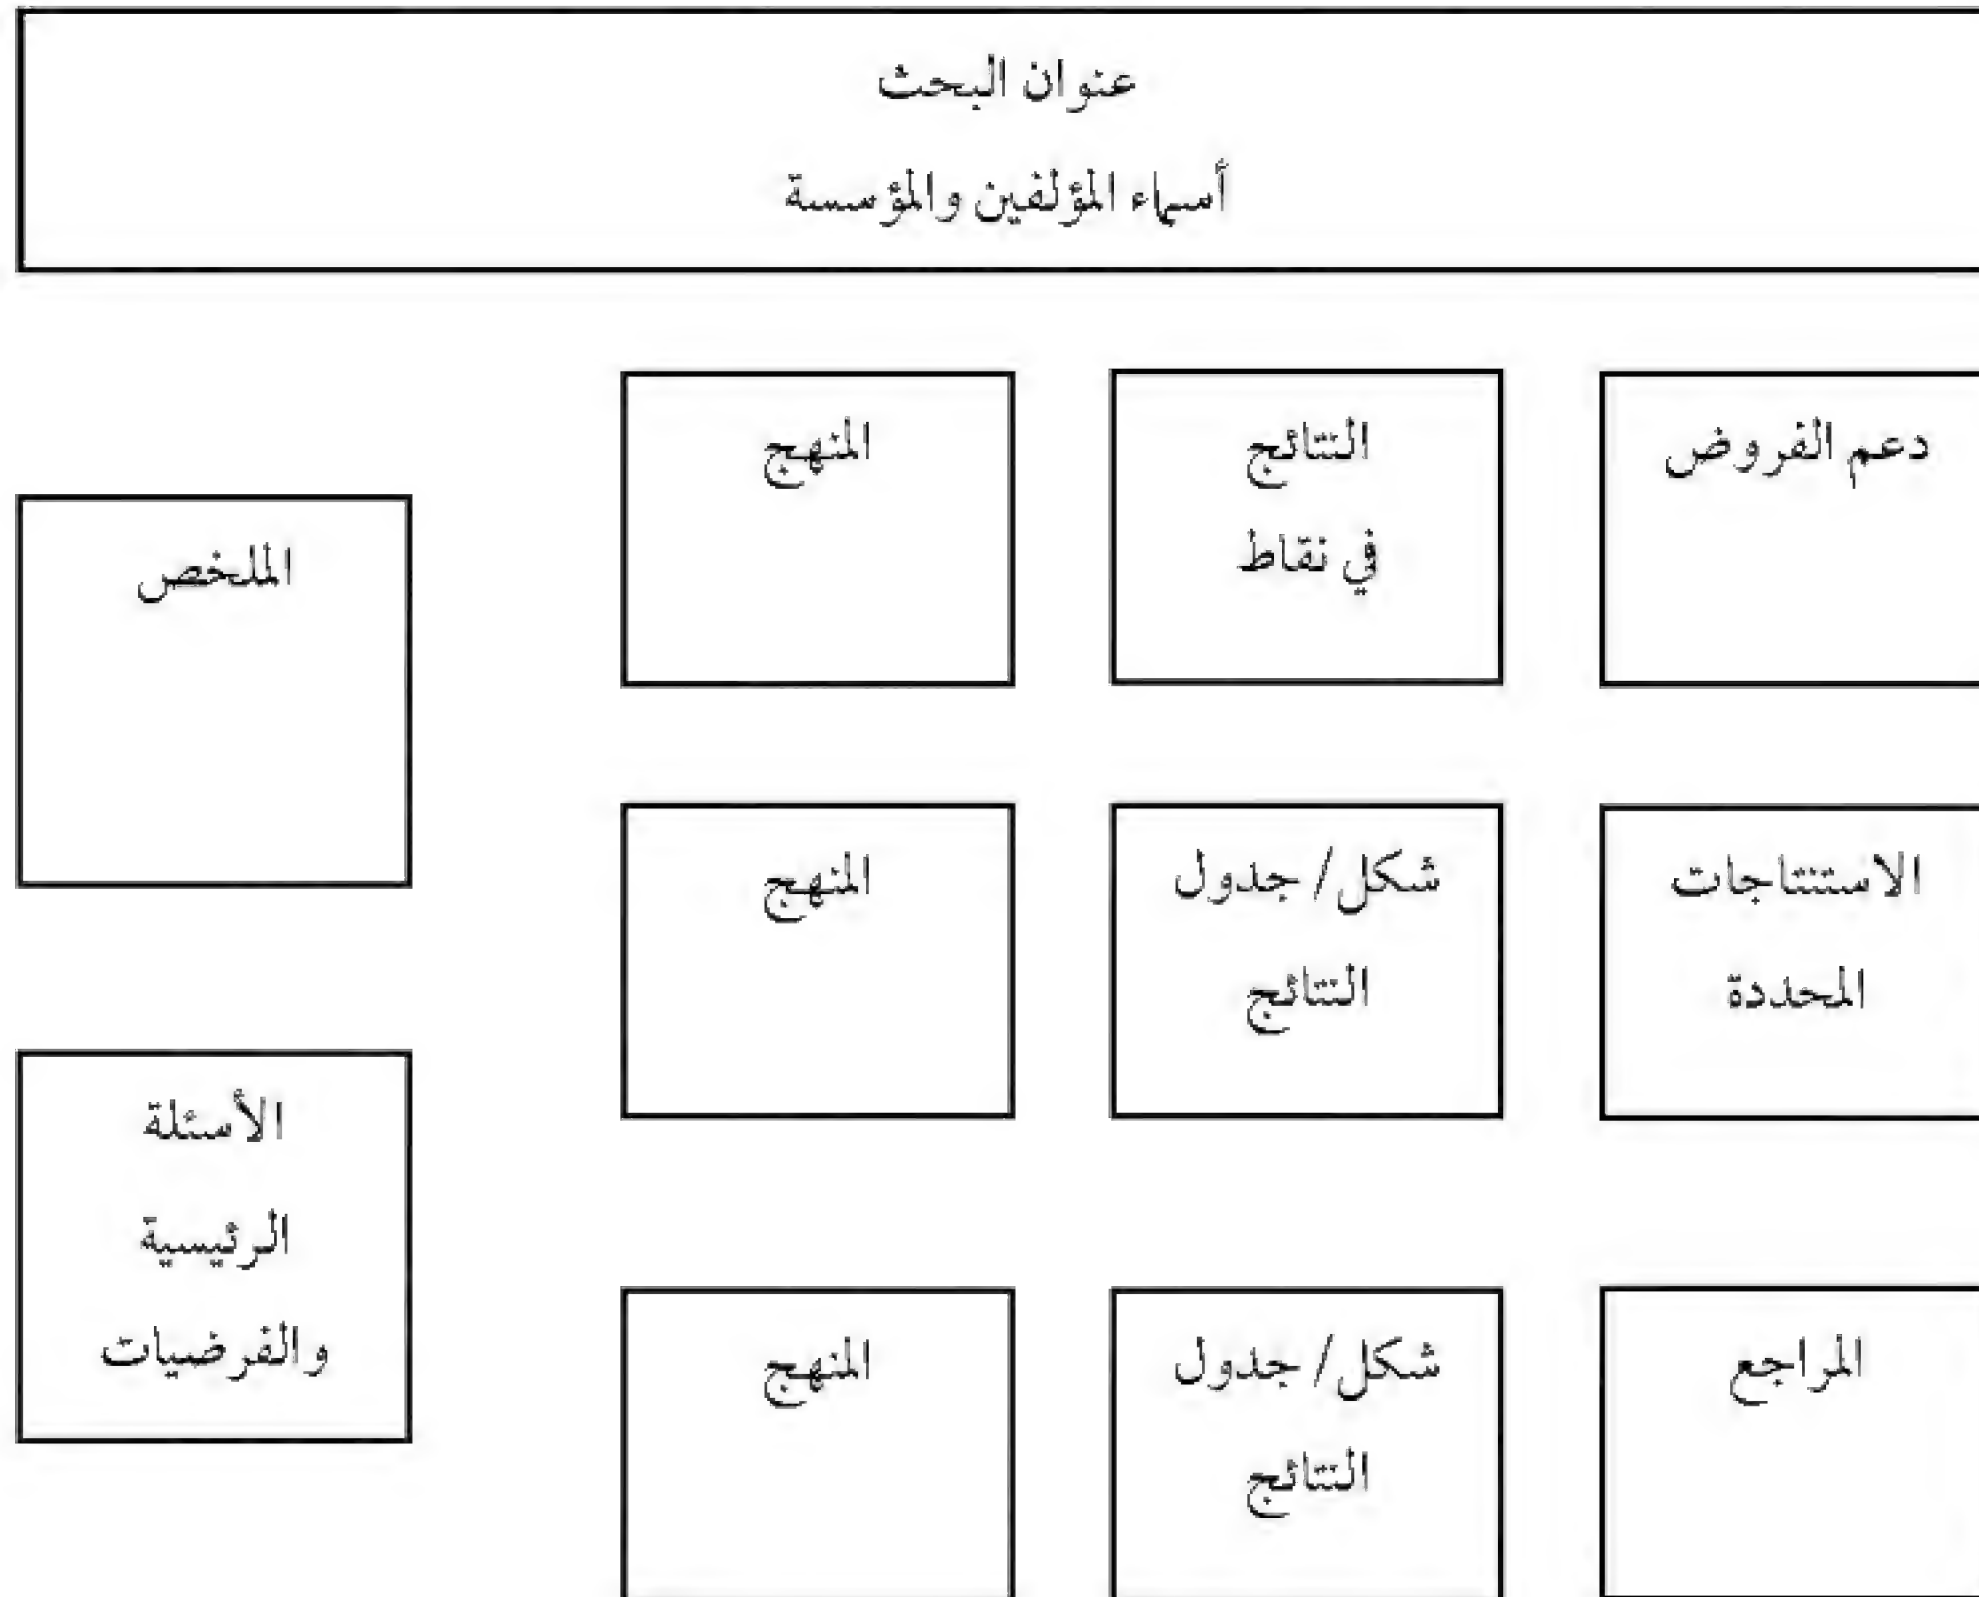 عنوان البحث
أسماء المؤلفين والمؤسسة
دعم الفروض
النتائج
في نقاط
المنهج
الملخص
الاستنتاجات
المحددة
شكل/ جدول
النتائج
المنهج
الأسئلة
الرئيسية
والفرضيات
المراجع
شكل/ جدول
النتائج
المنهج